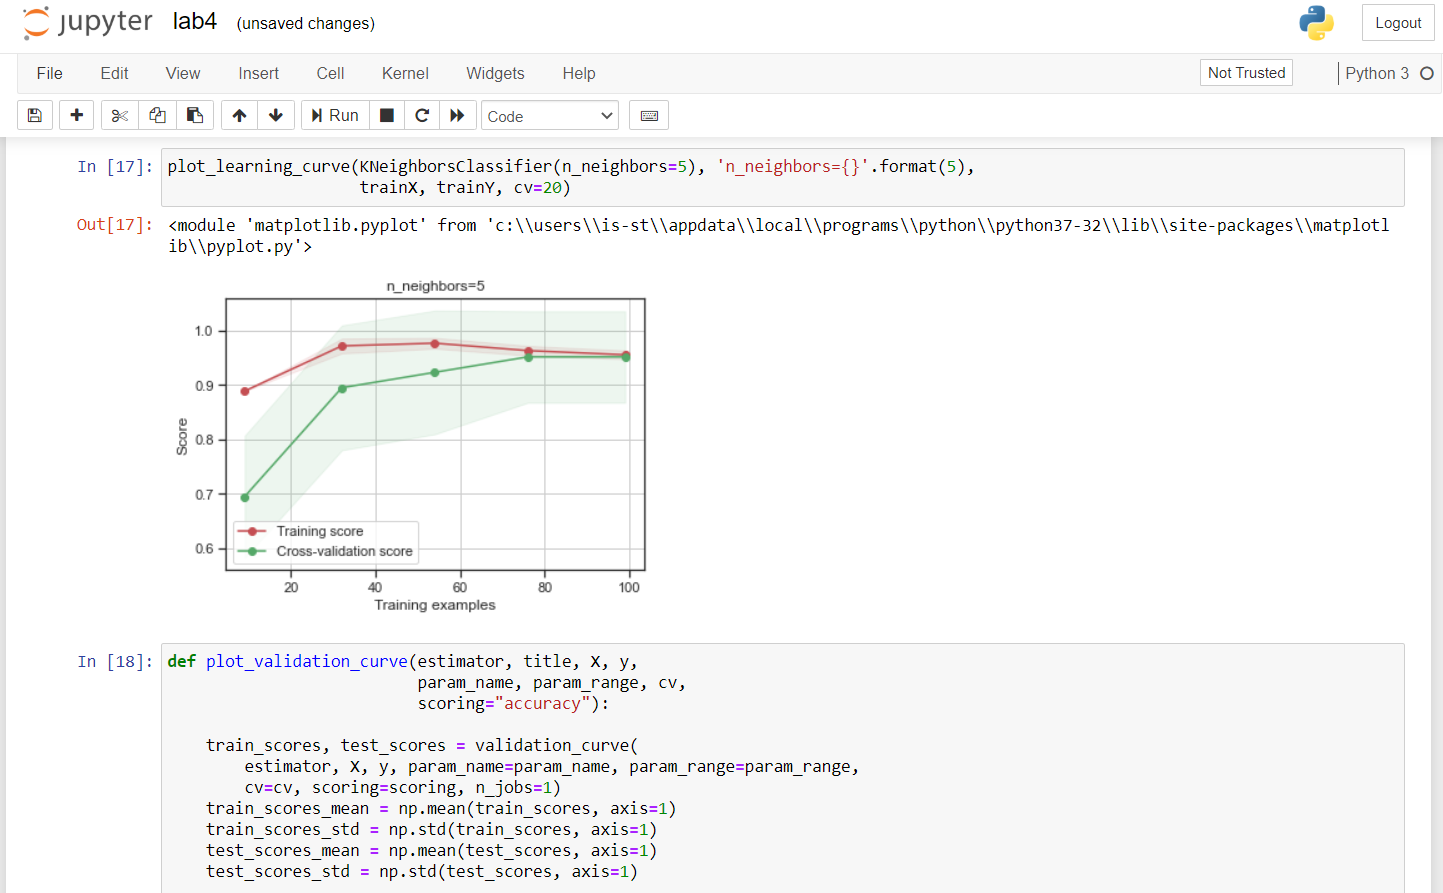 jupyter lab4 (unsaved changes) Logout
File Edit View Insert Cell Kernel Widgets Help Not Trusted Python 3
Run Code
In [17]: plot_learning_curve(KNeighborsClassifier(n_neighbors=5), 'n_neighbors={}'.format(5),
trainX, trainY, cv=20)
Out[17]: <module 'matplotlib.pyplot' from 'c:\\users\\is-st\\appdata\\local\\programs\\python\\python37-32\\lib\\site-packages\\matplotl
ib\\pyplot.py'>
n_neighbors=5
1.0
0.9
0.8
0.7
0.6
Score
Training score
Cross-validation score
20 40 60 80 100
Training examples
In [18]: def plot_validation_curve(estimator, title, X, y,
param_name, param_range, cv,
scoring="accuracy"):
train_scores, test_scores = validation_curve(
estimator, X, y, param_name=param_name, param_range=param_range,
cv=cv, scoring=scoring, n_jobs=1)
train_scores_mean = np.mean(train_scores, axis=1)
train_scores_std = np.std(train_scores, axis=1)
test_scores_mean = np.mean(test_scores, axis=1)
test_scores_std = np.std(test_scores, axis=1)